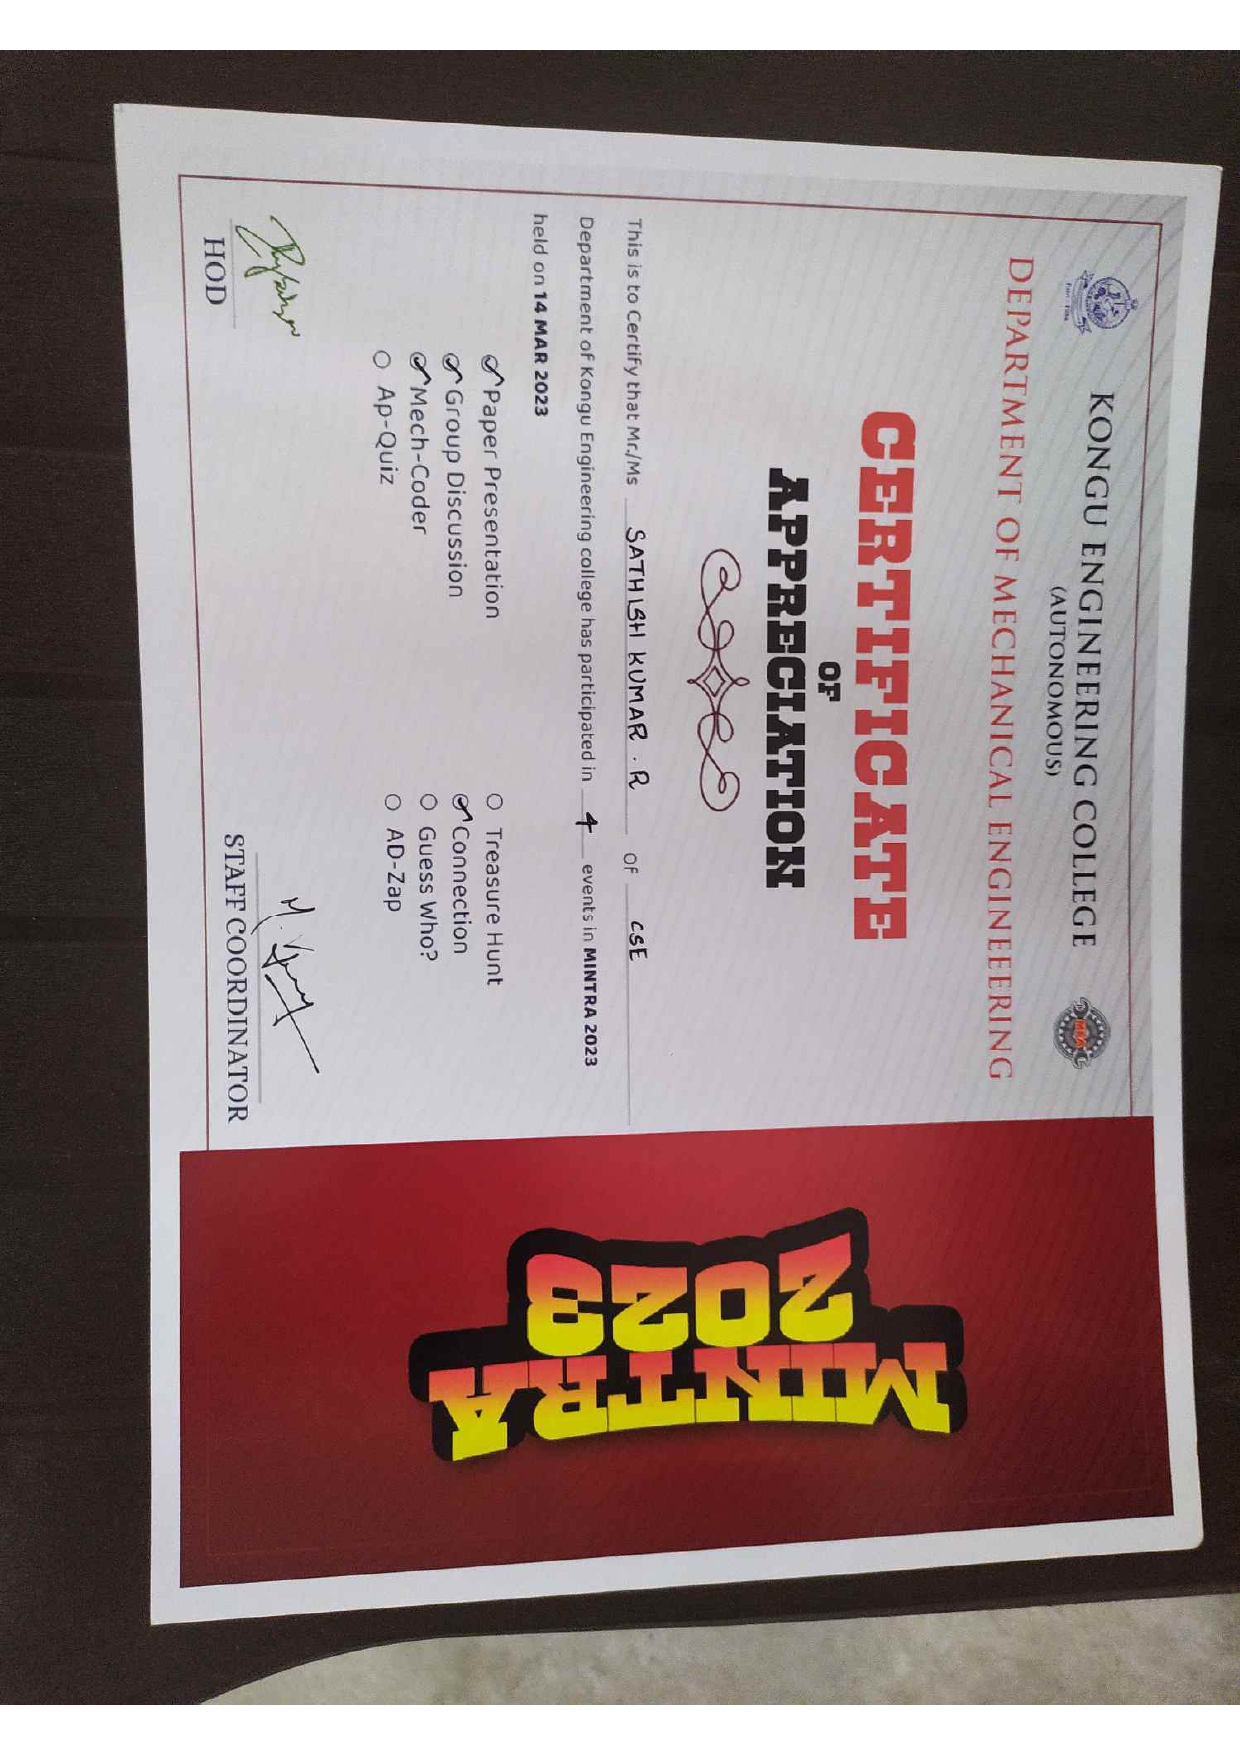 KONGU ENGINEERING COLLEGE
(AUTONOMOUS)
DEPARTMENT OF MECHANICAL ENGINEERING
CERTIFICATE
OF
APPRECIATION
This is to Certify that Mr./Ms SATHISH KUMAR . R OF CSE
Department of Kongu Engineering college has participated in 4 events in MINTRA 2023
held on 14 MAR 2023
Paper Presentation
Group Discussion
Mech-Coder
Ap-Quiz
Treasure Hunt
Connection
Guess Who?
AD-Zap
HOD
STAFF COORDINATOR
MINTRA
2023